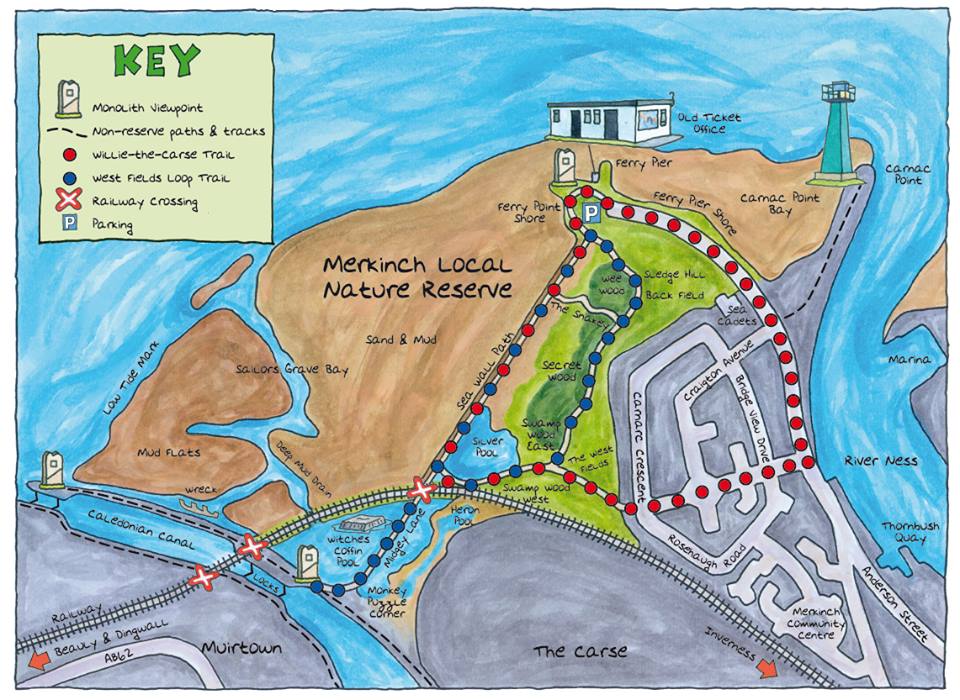 KEY
Monolith Viewpoint
Non-reserve paths & tracks
Willie-the-Carse Trail
West Fields Loop Trail
Railway Crossing
P
Parking
Old Ticket
Office
Ferry Pier
Carnac
Point
Ferry Point
Shore
P
Ferry Pier Shore
Carnac Point
Bay
Merkinch Local
Nature Reserve
Wee
Wood
Sledge Hill
Back Field
The Snakey
Sea
Cadets
Sand & Mud
Low Tide Mark
Sailors Grave Bay
Sea Wall Path
Secret
Wood
Craigton Avenue
Bridge View Drive
Carnarc Crescent
Marina
Swamp
Wood
East
Silver
Pool
Mud Flats
Deep Mud Drain
The West
Fields
River Ness
Wreck
Swamp Wood
West
Heron
Pool
Caledonian Canal
Witches
Coffin
Pool
Midgey Lane
Rosehaugh Road
Thornbush
Quay
Locks
Monkey
Puzzle
Corner
Anderson Street
Merkinch
Community
Centre
Railway
Beauly & Dingwall
A862
Muirtown
The Carse
Inverness